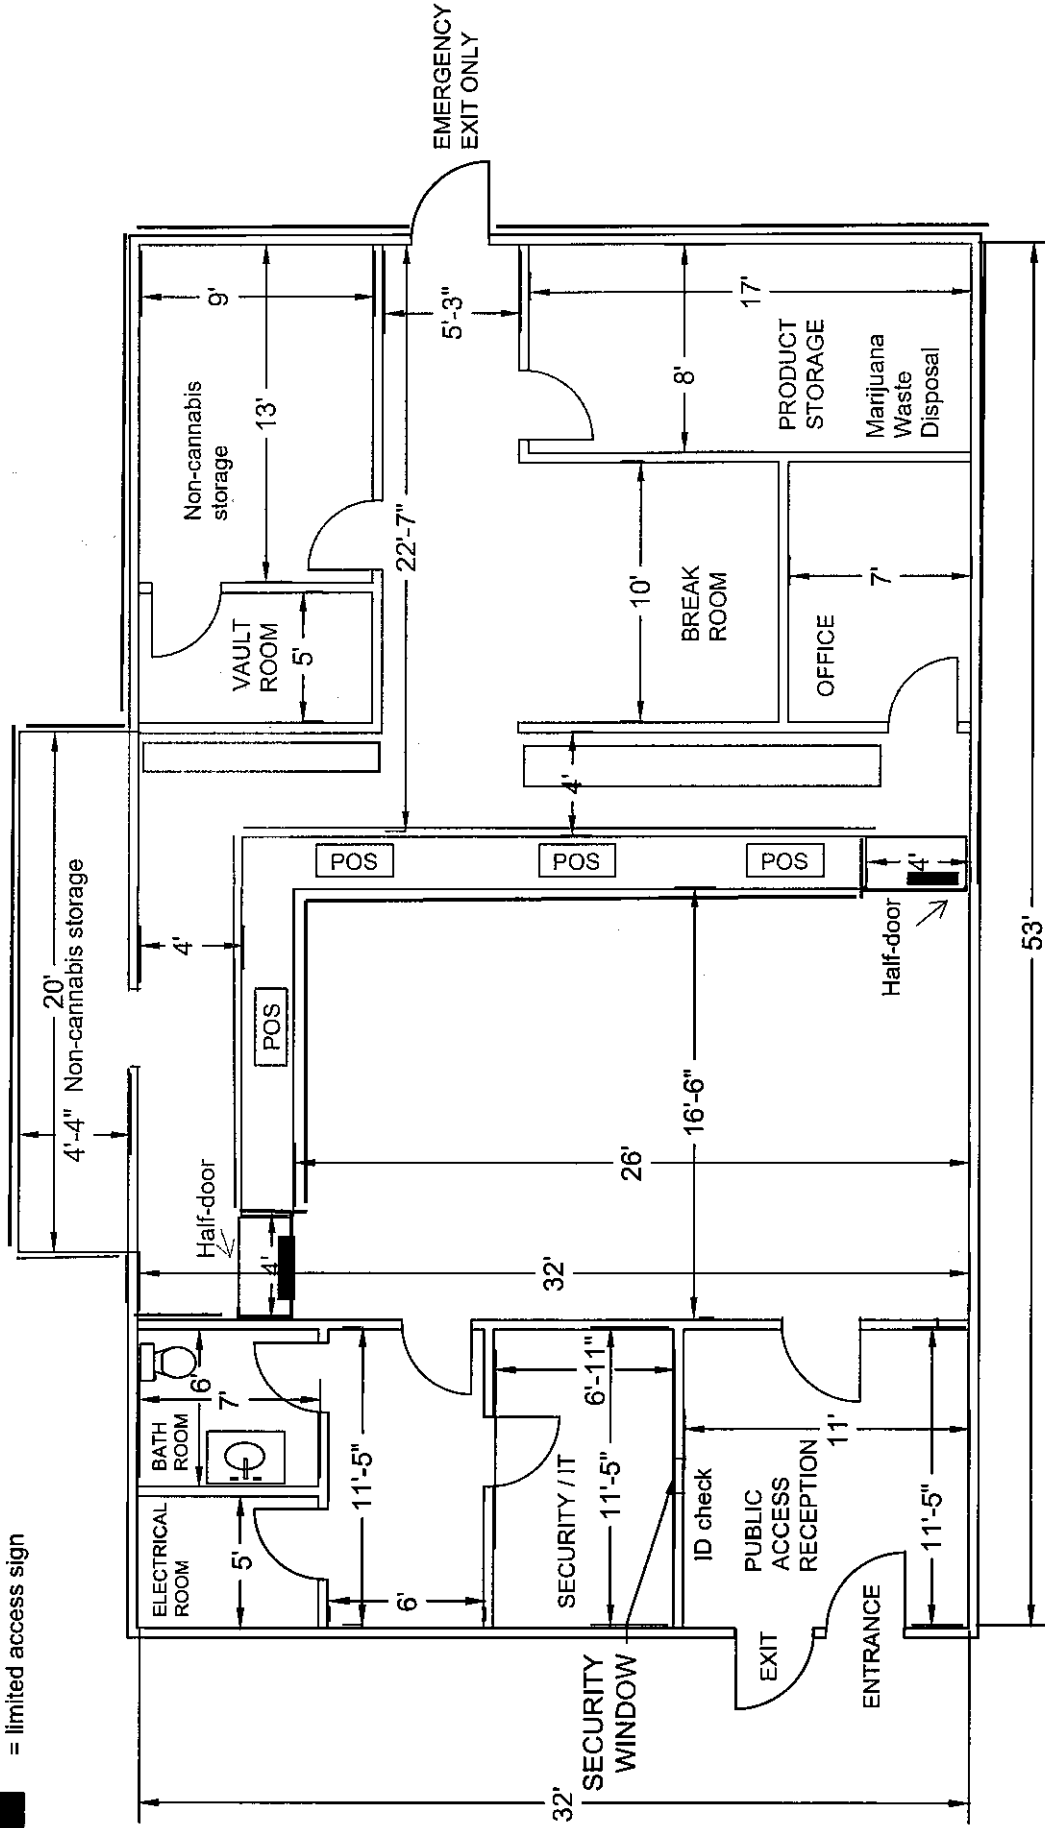 = limited access sign
EMERGENCY
EXIT ONLY
20'
4'-4" Non-cannabis storage
Non-cannabis
storage
9'
13'
VAULT
ROOM
5'
5'-3"
22'-7"
4'
4'
Half-door
4'
POS
POS
POS
POS
BREAK
ROOM
10'
OFFICE
7'
PRODUCT
STORAGE
8'
17'
Marijuana
Waste
Disposal
4'
Half-door
16'-6"
26'
32'
BATH
ROOM
6'
7'
ELECTRICAL
ROOM
5'
11'-5"
6'
SECURITY / IT
11'-5"
6'-11"
ID check
PUBLIC
ACCESS
RECEPTION
11'
11'-5"
SECURITY
WINDOW
EXIT
ENTRANCE
32'
53'